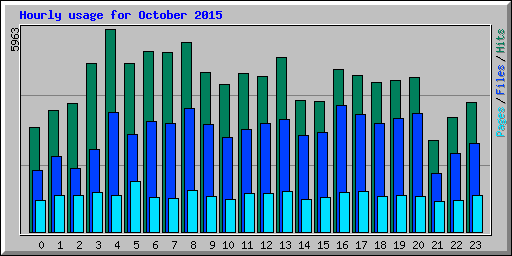 Hourly usage for October 2015
5963
Pages/Files/Hits
0 1 2 3 4 5 6 7 8 9 10 11 12 13 14 15 16 17 18 19 20 21 22 23